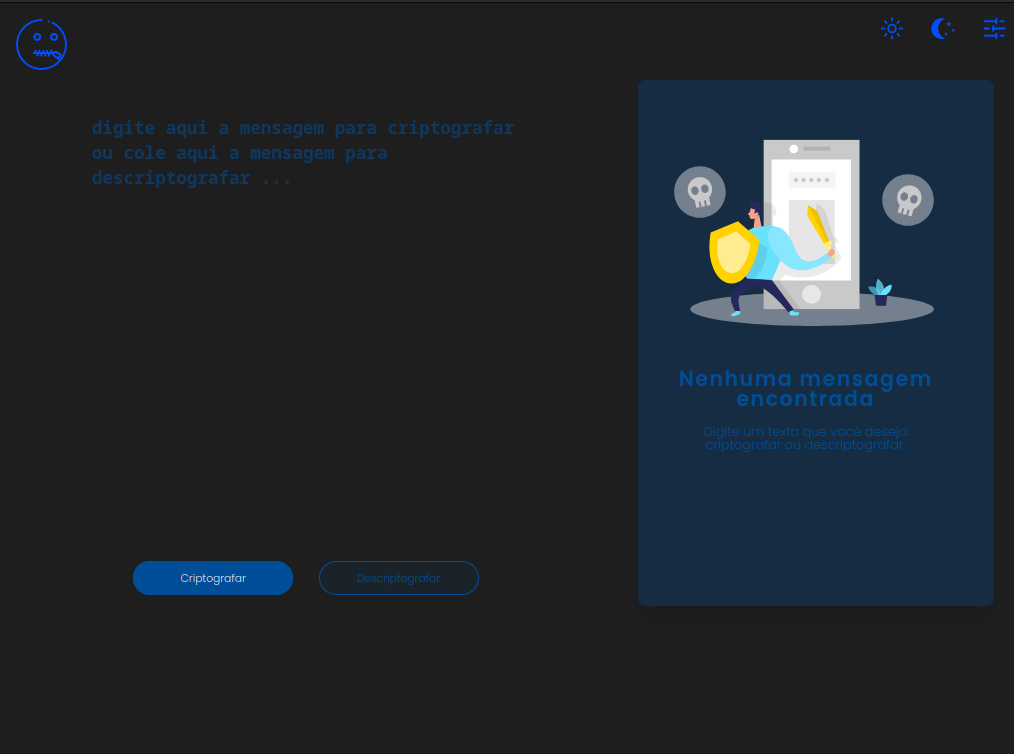 digite aqui a mensagem para criptografar
ou cole aqui a mensagem para
descriptografar ...
Nenhuma mensagem
encontrada
Digite um texto que você deseja
criptografar ou descriptografar.
Criptografar
Descriptografar